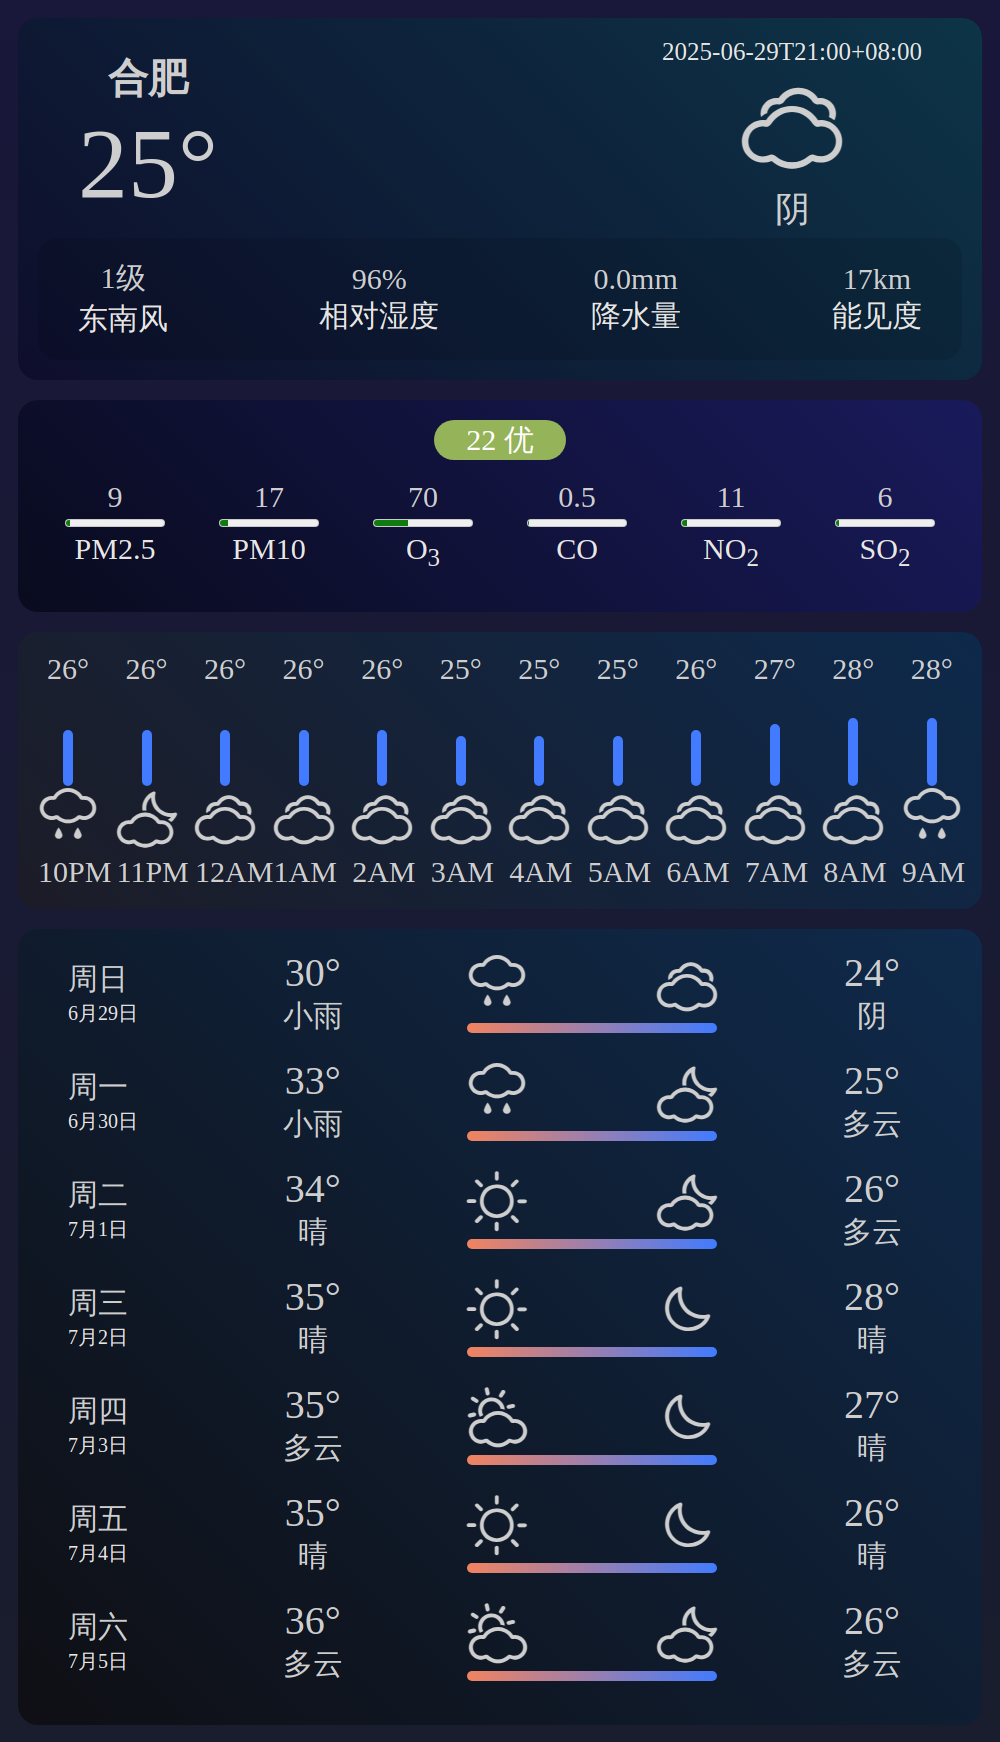 合肥
25°
2025-06-29T21:00+08:00
阴
1级 96% 0.0mm 17km
东南风 相对湿度 降水量 能见度
22 优
9 17 70 0.5 11 6
PM2.5 PM10 O3 CO NO2 SO2
26° 26° 26° 26° 26° 25° 25° 25° 26° 27° 28° 28°
10PM 11PM 12AM 1AM 2AM 3AM 4AM 5AM 6AM 7AM 8AM 9AM
周日 30° 24°
6月29日 小雨 阴
周一 33° 25°
6月30日 小雨 多云
周二 34° 26°
7月1日 晴 多云
周三 35° 28°
7月2日 晴 晴
周四 35° 27°
7月3日 多云 晴
周五 35° 26°
7月4日 晴 晴
周六 36° 26°
7月5日 多云 多云